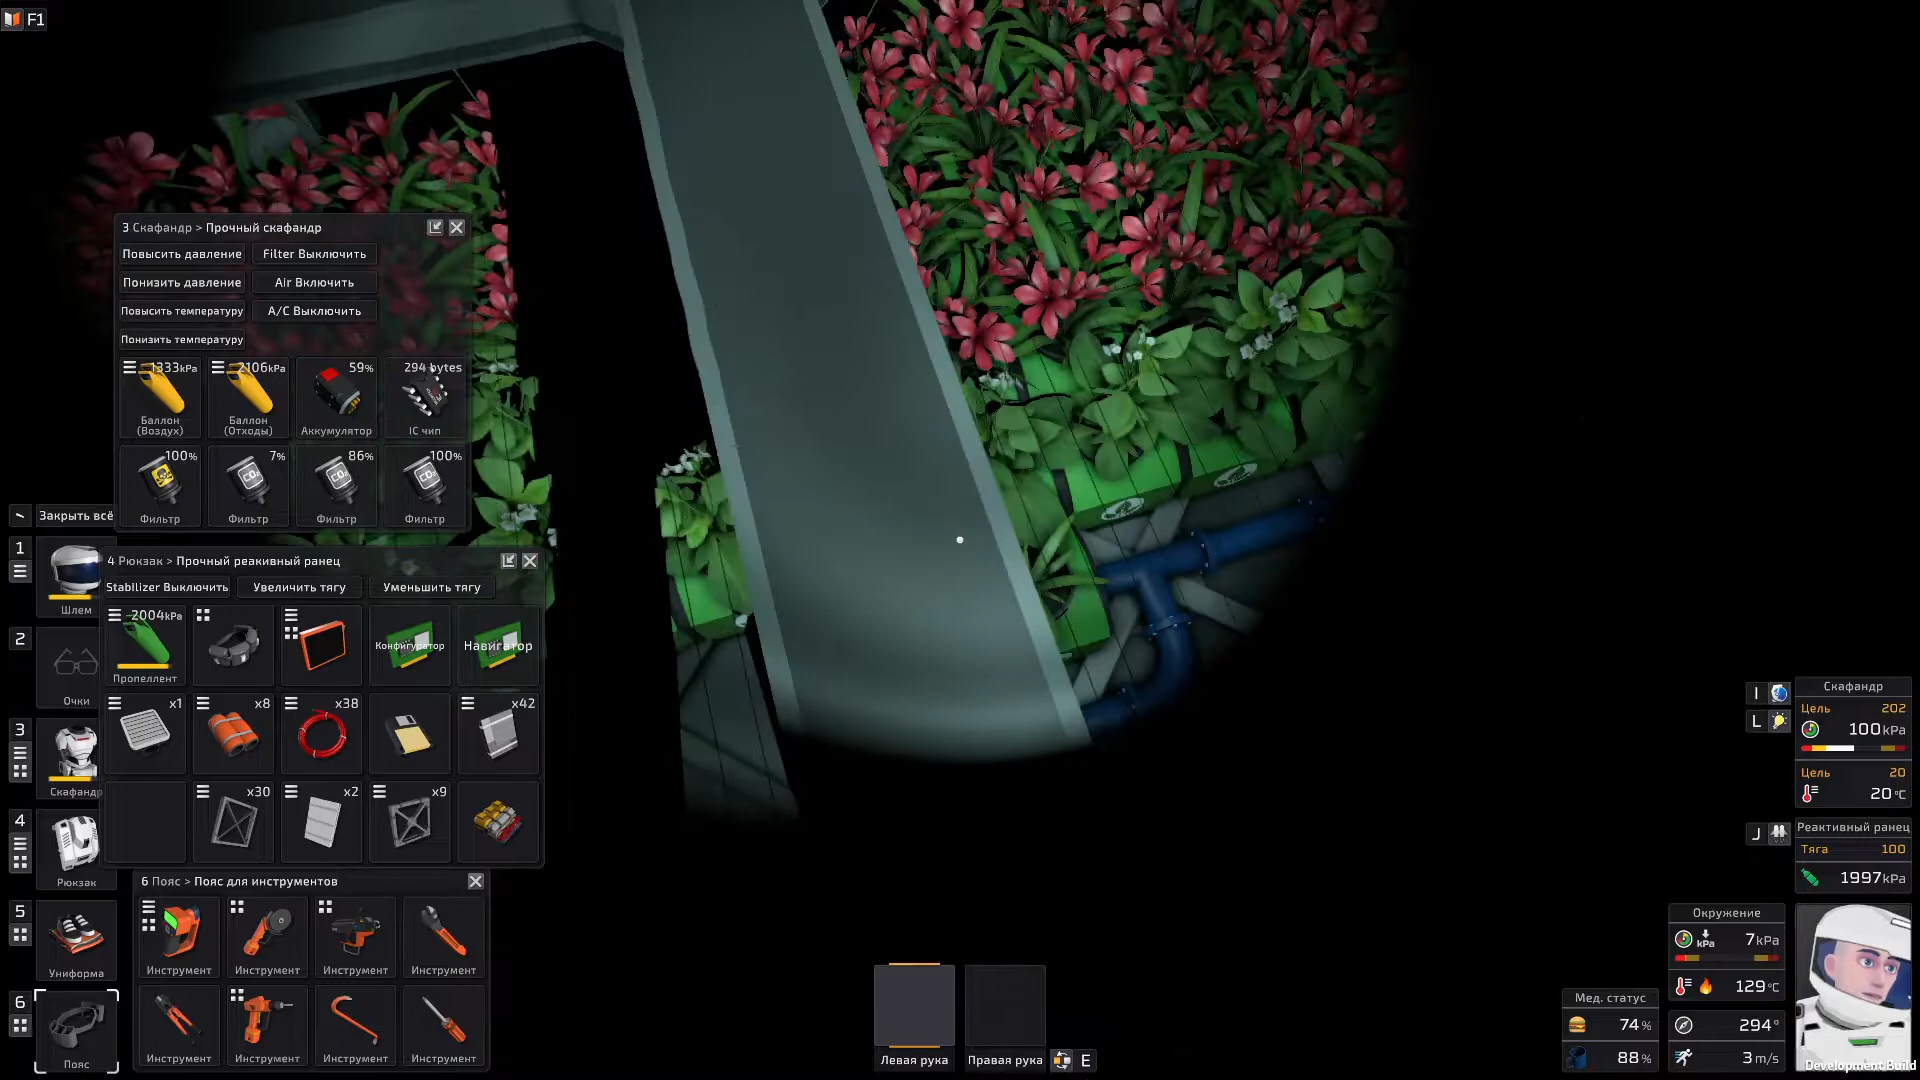 F1
3 Скафандр > Прочный скафандр
Повысить давление
Filter Выключить
Понизить давление
Air Включить
Повысить температуру
A/C Выключить
Понизить температуру
1333kPa
2106kPa
59%
294 bytes
Баллон (Воздух)
Баллон (Отходы)
Аккумулятор
IC чип
100%
7%
86%
100%
Фильтр
Фильтр
Фильтр
Фильтр
Закрыть всё
1
Шлем
2
Очки
3
Скафандр
4
Рюкзак
5
Униформа
6
Пояс
4 Рюкзак > Прочный реакивный ранец
Stabilizer Выключить
Увеличить тягу
Уменьшить тягу
2004kPa
Пропеллент
Конфигуратор
Навигатор
x1
x8
x38
x42
x30
x2
x9
6 Пояс > Пояс для инструментов
Инструмент
Инструмент
Инструмент
Инструмент
Инструмент
Инструмент
Инструмент
Инструмент
Левая рука
Правая рука
E
I
L
Скафандр
Цель 202
100kPa
Цель 20
20°C
J
Реактивный ранец
Тяга 100
1997kPa
Окружение
kPa
7kPa
129°C
Мед. статус
74%
88%
294°
3m/s
Development Build